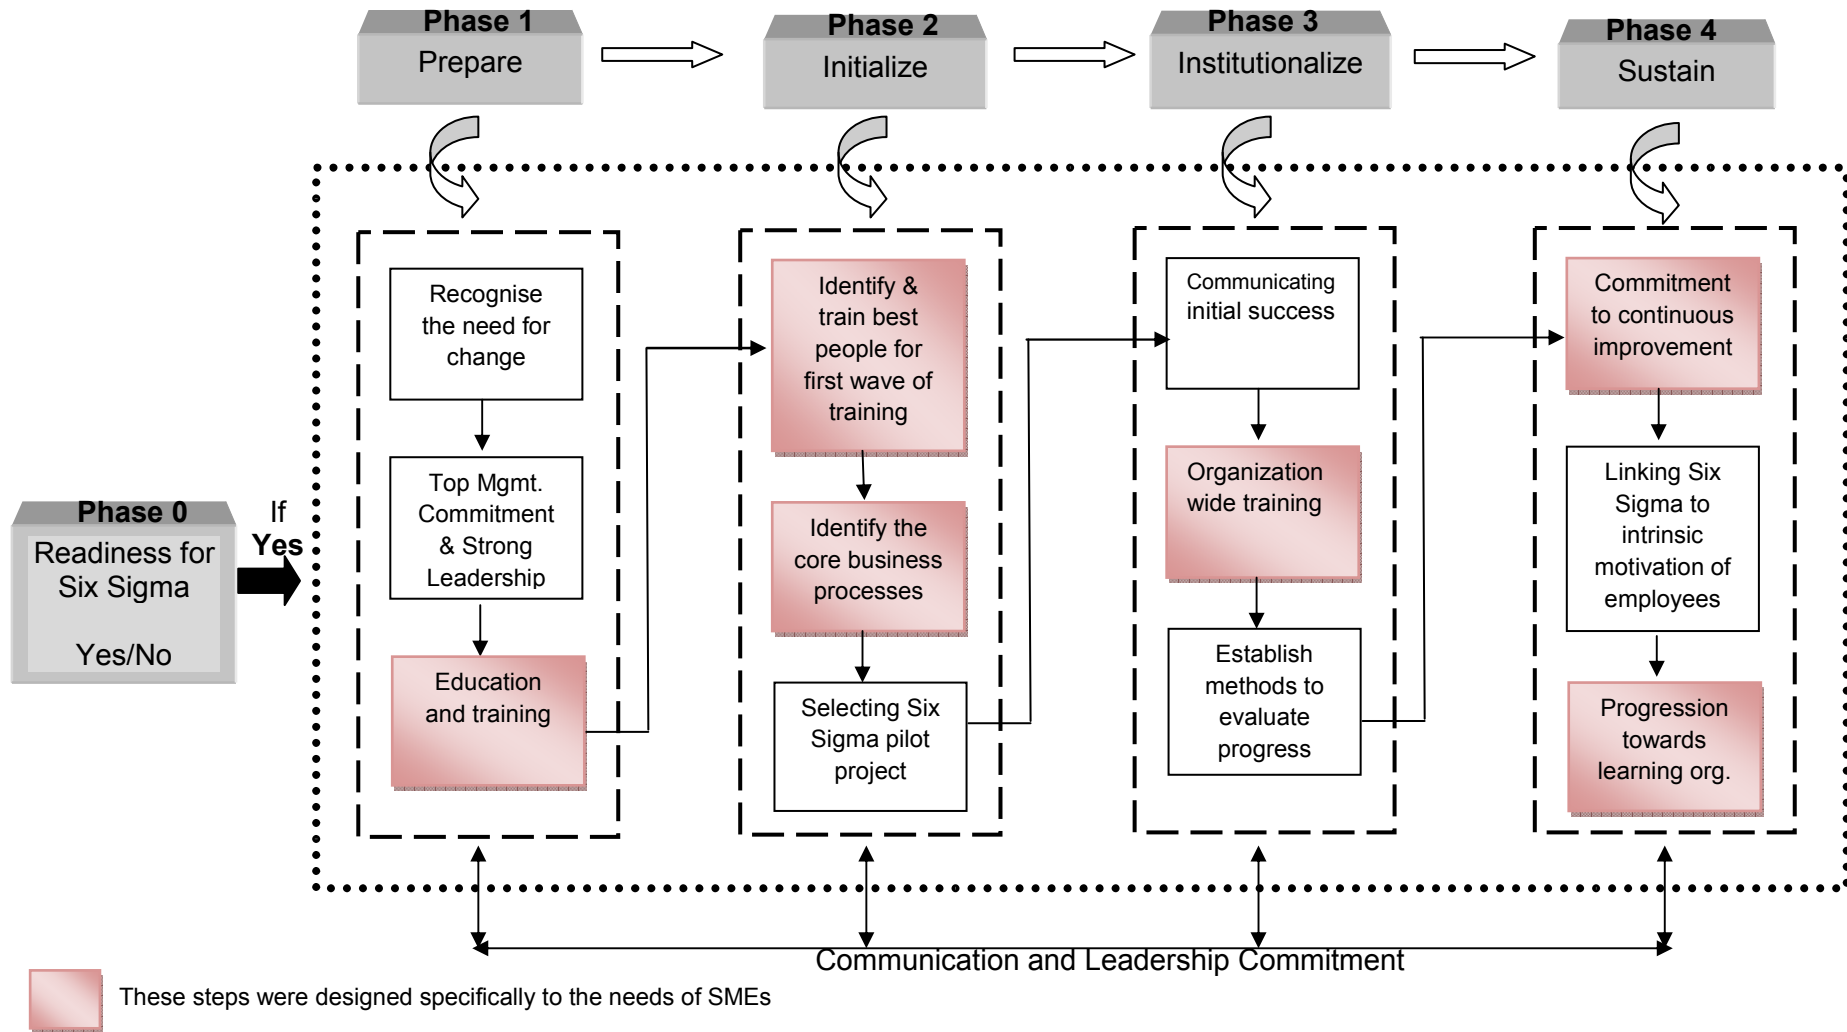 Phase 1
Prepare
Phase 2
Initialize
Phase 3
Institutionalize
Phase 4
Sustain
Phase 0
Readiness for
Six Sigma
Yes/No
If
Yes
Recognise
the need for
change
Top Mgmt.
Commitment
& Strong
Leadership
Education
and training
Identify &
train best
people for
first wave of
training
Identify the
core business
processes
Selecting Six
Sigma pilot
project
Communicating
initial success
Organization
wide training
Establish
methods to
evaluate
progress
Commitment
to continuous
improvement
Linking Six
Sigma to
intrinsic
motivation of
employees
Progression
towards
learning org.
Communication and Leadership Commitment
These steps were designed specifically to the needs of SMEs